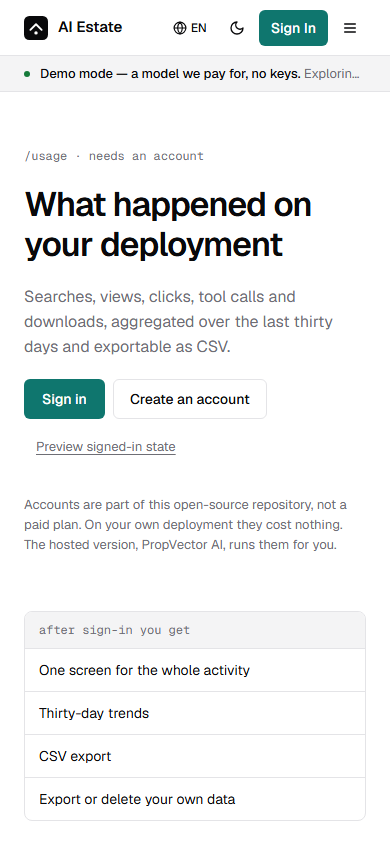 AI Estate
EN
Sign In
Demo mode — a model we pay for, no keys. Explorin…
/usage · needs an account
What happened on
your deployment
Searches, views, clicks, tool calls and
downloads, aggregated over the last thirty
days and exportable as CSV.
Sign in
Create an account
Preview signed-in state
Accounts are part of this open-source repository, not a
paid plan. On your own deployment they cost nothing.
The hosted version, PropVector AI, runs them for you.
after sign-in you get
One screen for the whole activity
Thirty-day trends
CSV export
Export or delete your own data